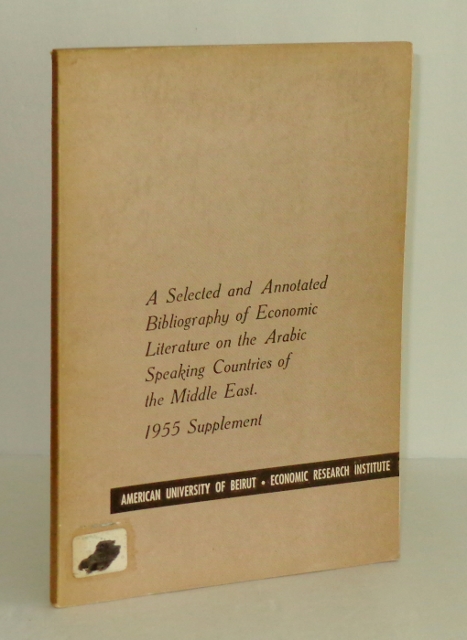 A Selected and Annotated
Bibliography of Economic
Literature on the Arabic
Speaking Countries of
the Middle East.
1955 Supplement
AMERICAN UNIVERSITY OF BEIRUT • ECONOMIC RESEARCH INSTITUTE